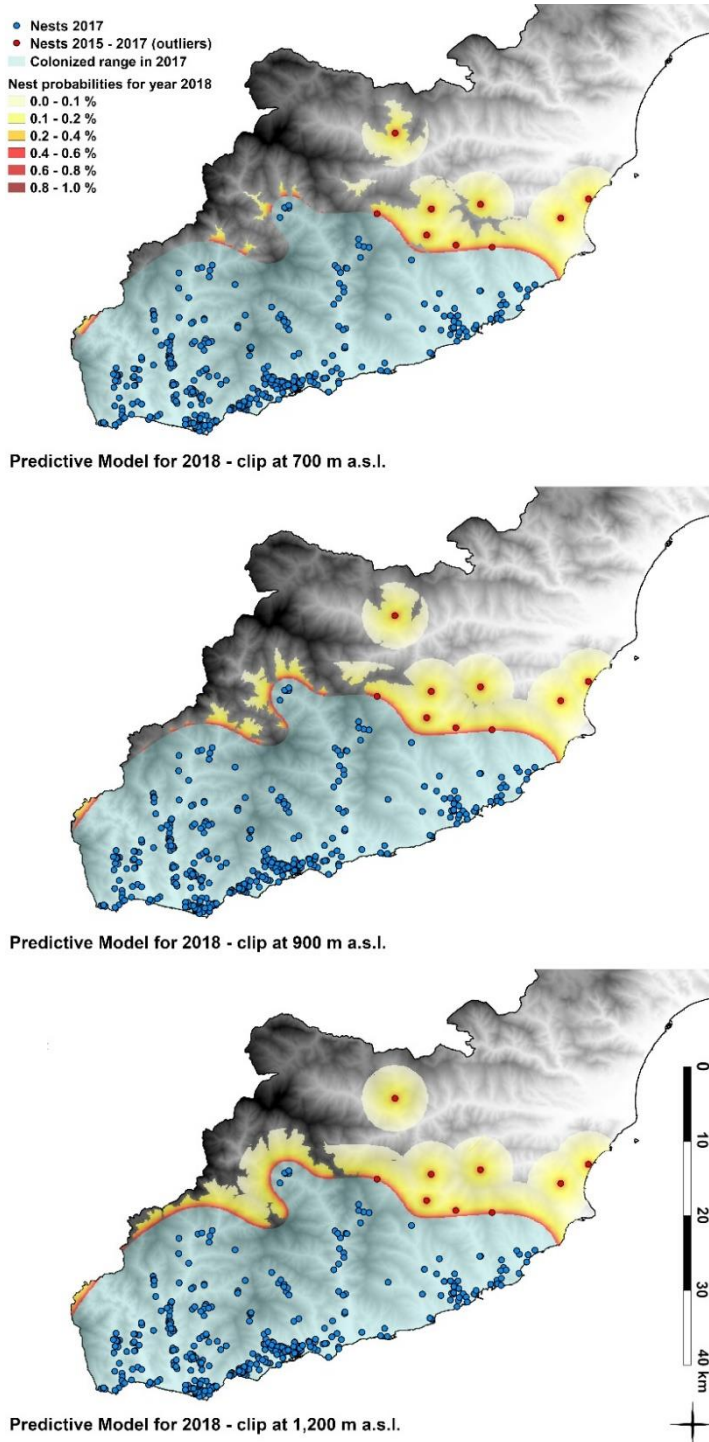 Nests 2017
Nests 2015 - 2017 (outliers)
Colonized range in 2017
Nest probabilities for year 2018
0.0 - 0.1 %
0.1 - 0.2 %
0.2 - 0.4 %
0.4 - 0.6 %
0.6 - 0.8 %
0.8 - 1.0 %
Predictive Model for 2018 - clip at 700 m a.s.l.
Predictive Model for 2018 - clip at 900 m a.s.l.
0
10
20
30
40 km
Predictive Model for 2018 - clip at 1,200 m a.s.l.